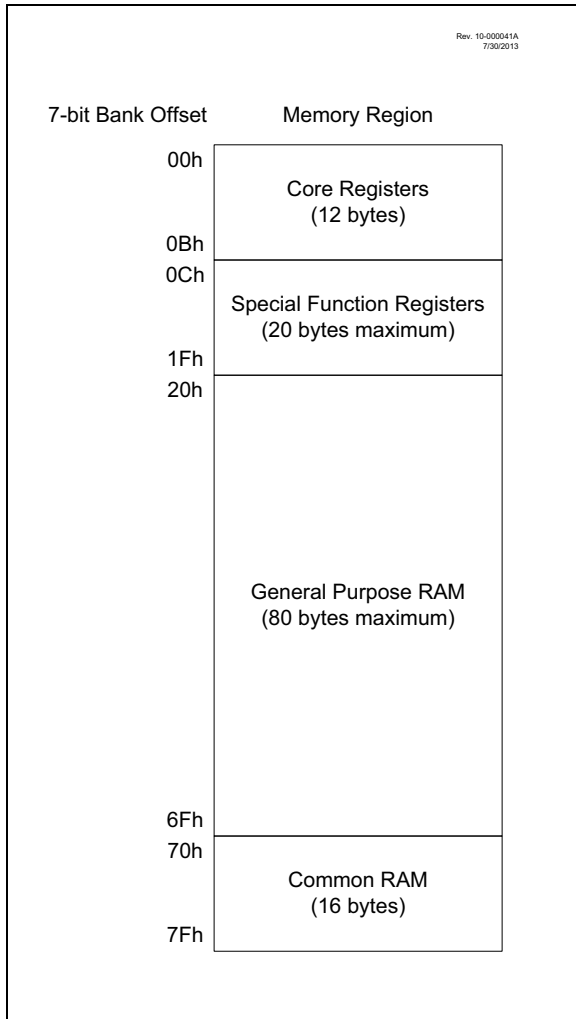 Rev. 10-000041A
7/30/2013
7-bit Bank Offset Memory Region
00h
Core Registers
(12 bytes)
0Bh
0Ch
Special Function Registers
(20 bytes maximum)
1Fh
20h
General Purpose RAM
(80 bytes maximum)
6Fh
70h
Common RAM
(16 bytes)
7Fh